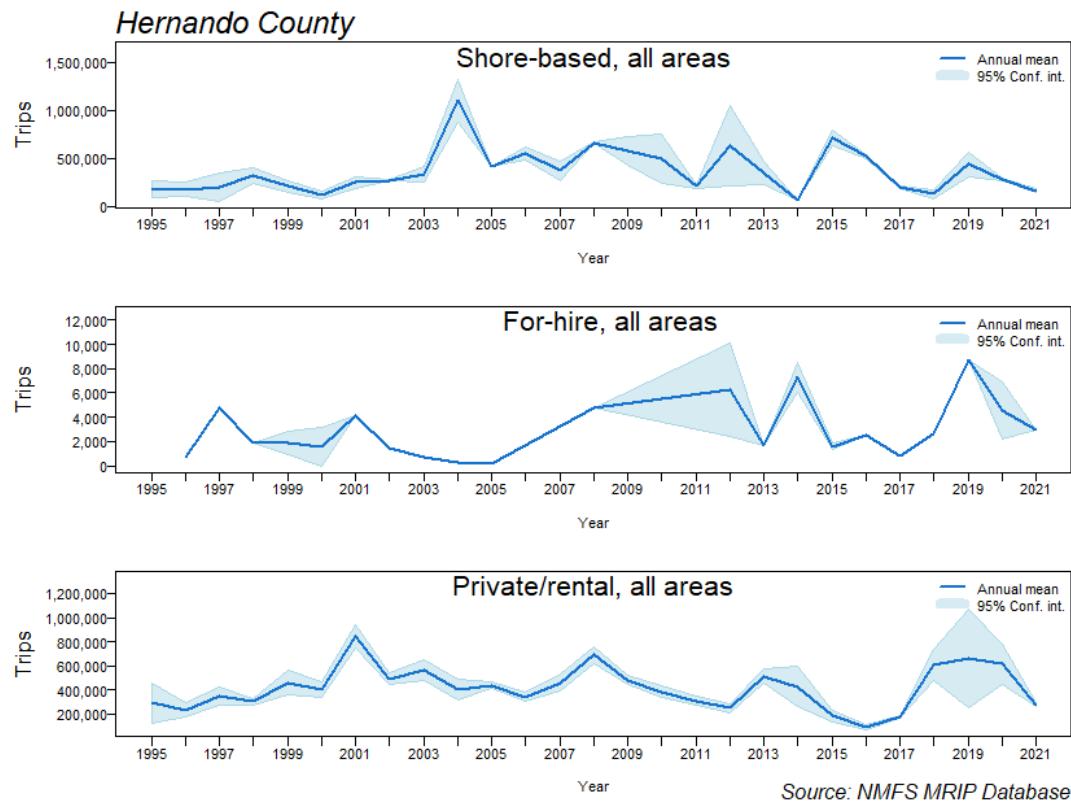 Hernando County
Shore-based, all areas
Annual mean
95% Conf. int.
Trips
1,500,000
1,000,000
500,000
0
1995 1997 1999 2001 2003 2005 2007 2009 2011 2013 2015 2017 2019 2021
Year
For-hire, all areas
Annual mean
95% Conf. int.
Trips
12,000
10,000
8,000
6,000
4,000
2,000
0
1995 1997 1999 2001 2003 2005 2007 2009 2011 2013 2015 2017 2019 2021
Year
Private/rental, all areas
Annual mean
95% Conf. int.
Trips
1,200,000
1,000,000
800,000
600,000
400,000
200,000
1995 1997 1999 2001 2003 2005 2007 2009 2011 2013 2015 2017 2019 2021
Year
Source: NMFS MRIP Database